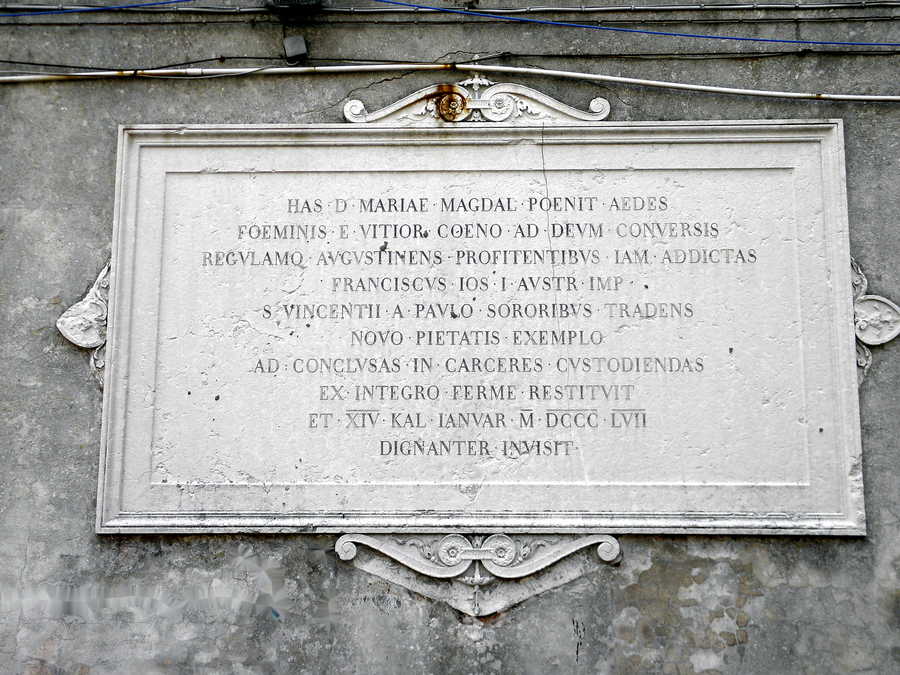 HAS · D · MARIAE · MAGDAL · POENIT · AEDES
FOEMINIS · E · VITIOR · COENO · AD · DEVM · CONVERSIS
REGVLAMQ · AVGVSTINENS · PROFITENTIBVS · IAM · ADDICTAS
FRANCISCVS · IOS · I · AVSTR · IMP ·
S · VINCENTII · A · PAVLO · SORORIBVS · TRADENS
NOVO · PIETATIS · EXEMPLO
AD · CONCLVSAS · IN · CARCERES · CVSTODIENDAS
EX · INTEGRO · FERME · RESTITVIT
ET · XIV · KAL · IANVAR · M · DCCC · LVII
DIGNANTER · INVISIT ·